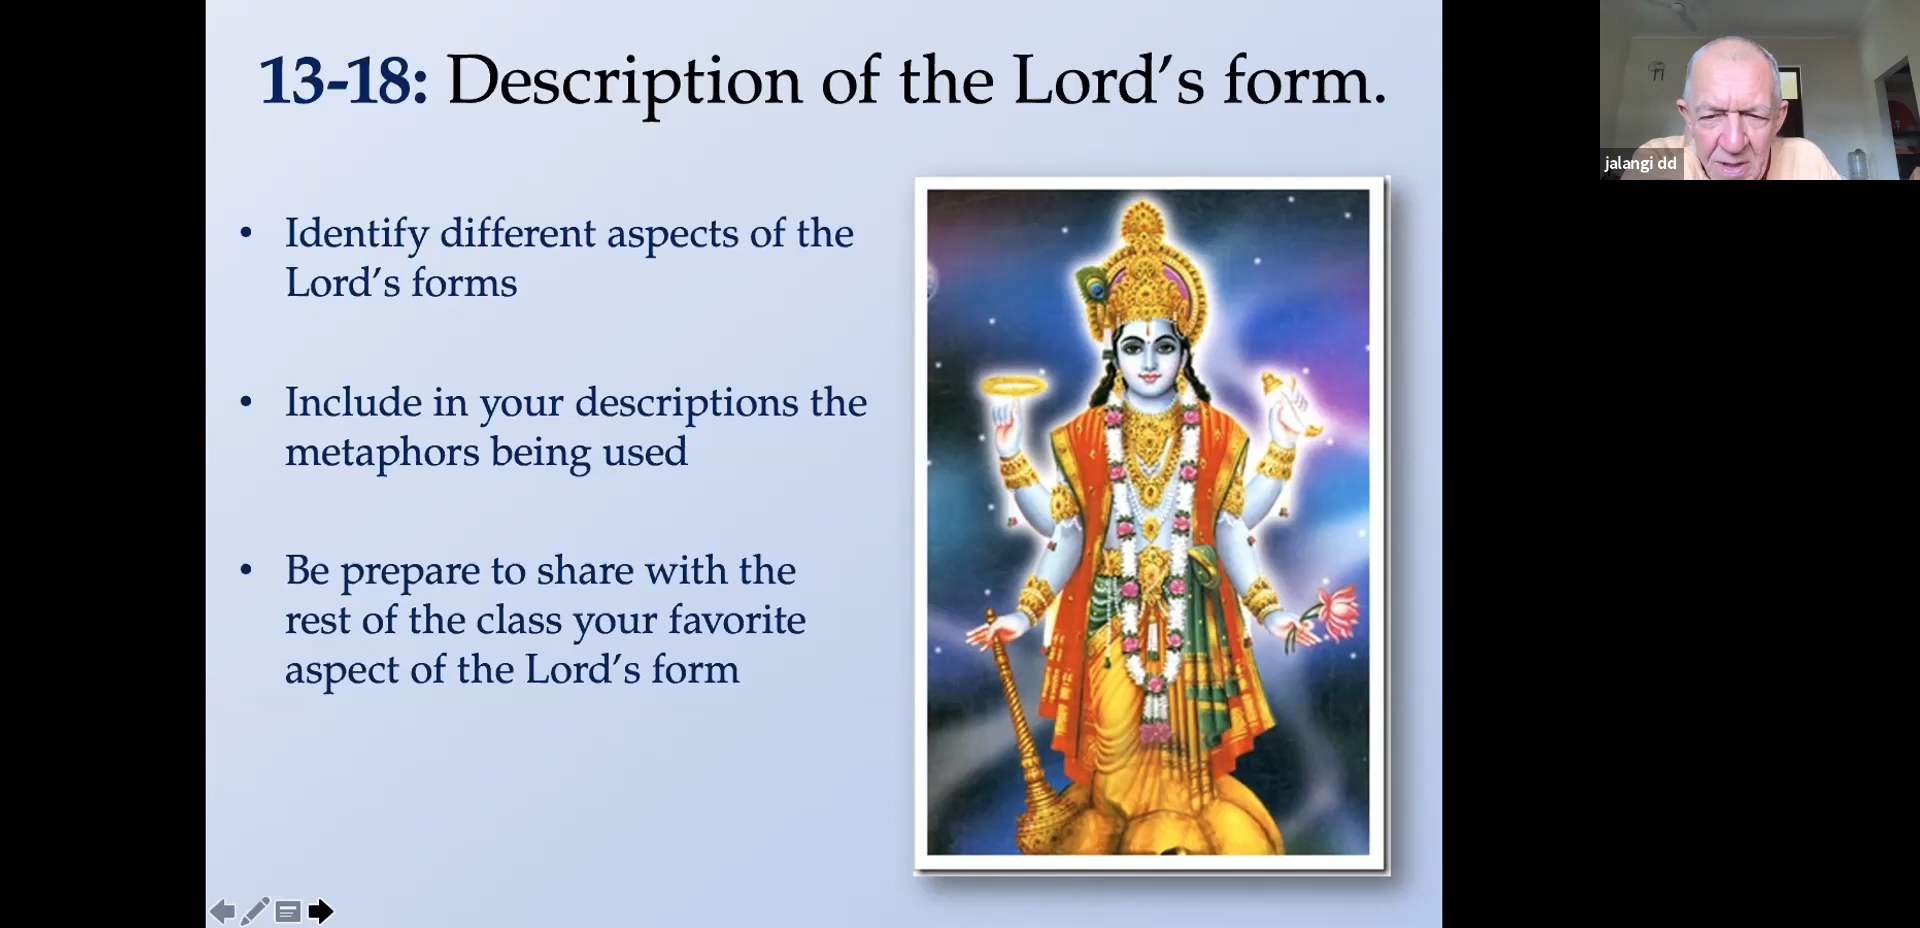 13-18: Description of the Lord’s form.
• Identify different aspects of the
Lord’s forms
• Include in your descriptions the
metaphors being used
• Be prepare to share with the
rest of the class your favorite
aspect of the Lord’s form
jalangi dd